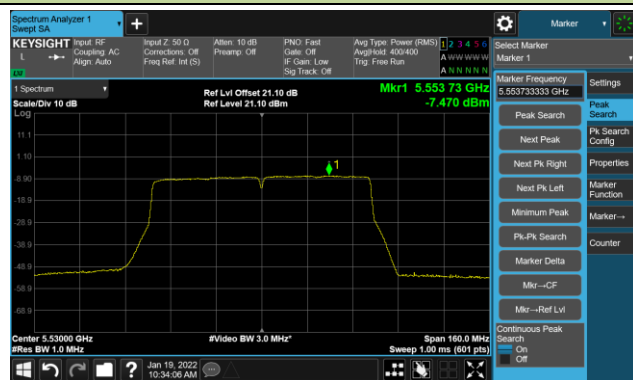 Spectrum Analyzer 1
Swept SA
Marker
KEYSIGHT
L
LXI
Input: RF
Coupling: AC
Align: Auto
Input Z: 50 Ω
Corrections: Off
Freq Ref: Int (S)
Atten: 10 dB
Preamp: Off
PNO: Fast
Gate: Off
IF Gain: Low
Sig Track: Off
Avg Type: Power (RMS)
Avg|Hold: 400/400
Trig: Free Run
1 2 3 4 5 6
A W W W W W
A N N N N N
Select Marker
Marker 1
1 Spectrum
Scale/Div 10 dB
Log
Ref Lvl Offset 21.10 dB
Ref Level 21.10 dBm
Mkr1 5.553 73 GHz
-7.470 dBm
11.1
1.10
-8.90
-18.9
-28.9
-38.9
-48.9
-58.9
-68.9
1
Center 5.53000 GHz
#Res BW 1.0 MHz
#Video BW 3.0 MHz*
Span 160.0 MHz
Sweep 1.00 ms (601 pts)
Marker Frequency
5.553733333 GHz
Peak Search
Next Peak
Next Pk Right
Next Pk Left
Minimum Peak
Pk-Pk Search
Marker Delta
Mkr→CF
Mkr→Ref Lvl
Continuous Peak
Search
On
Off
Settings
Peak
Search
Pk Search
Config
Properties
Marker
Function
Marker→
Counter
Jan 19, 2022
10:34:06 AM